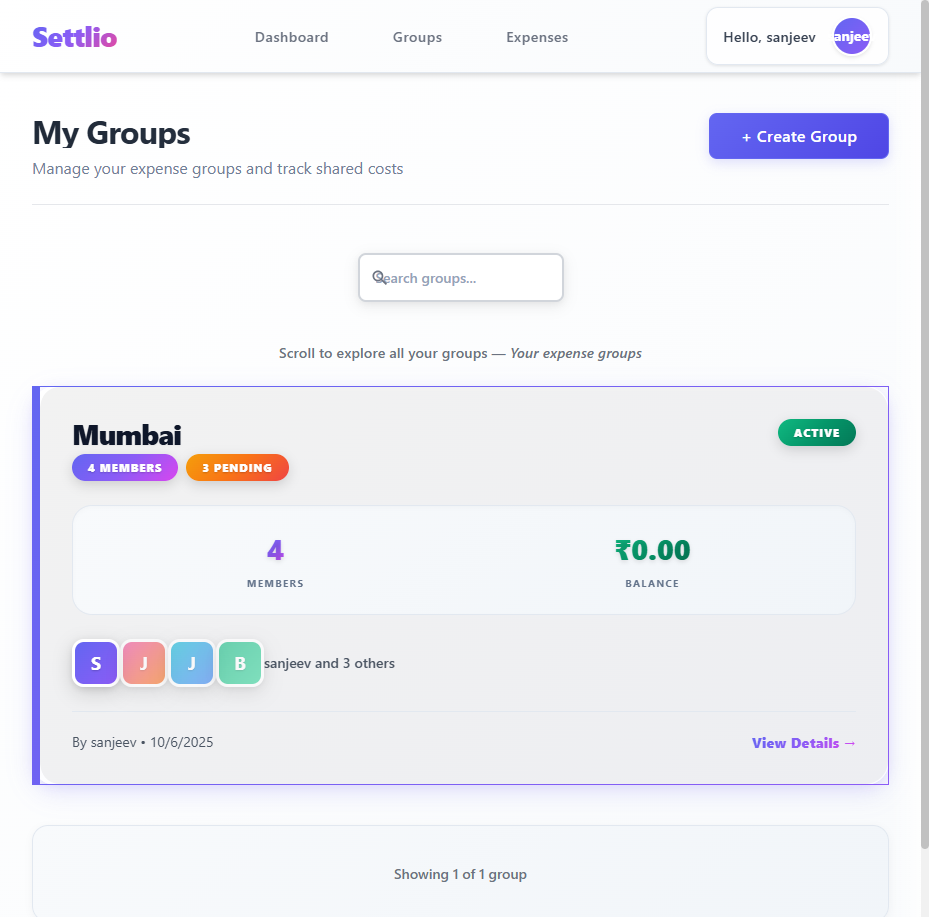 Settlio
Dashboard
Groups
Expenses
Hello, sanjeev
anjee
My Groups
+ Create Group
Manage your expense groups and track shared costs
Search groups...
Scroll to explore all your groups — Your expense groups
Mumbai
ACTIVE
4 MEMBERS
3 PENDING
4
₹0.00
MEMBERS
BALANCE
S
J
J
B
sanjeev and 3 others
By sanjeev • 10/6/2025
View Details →
Showing 1 of 1 group